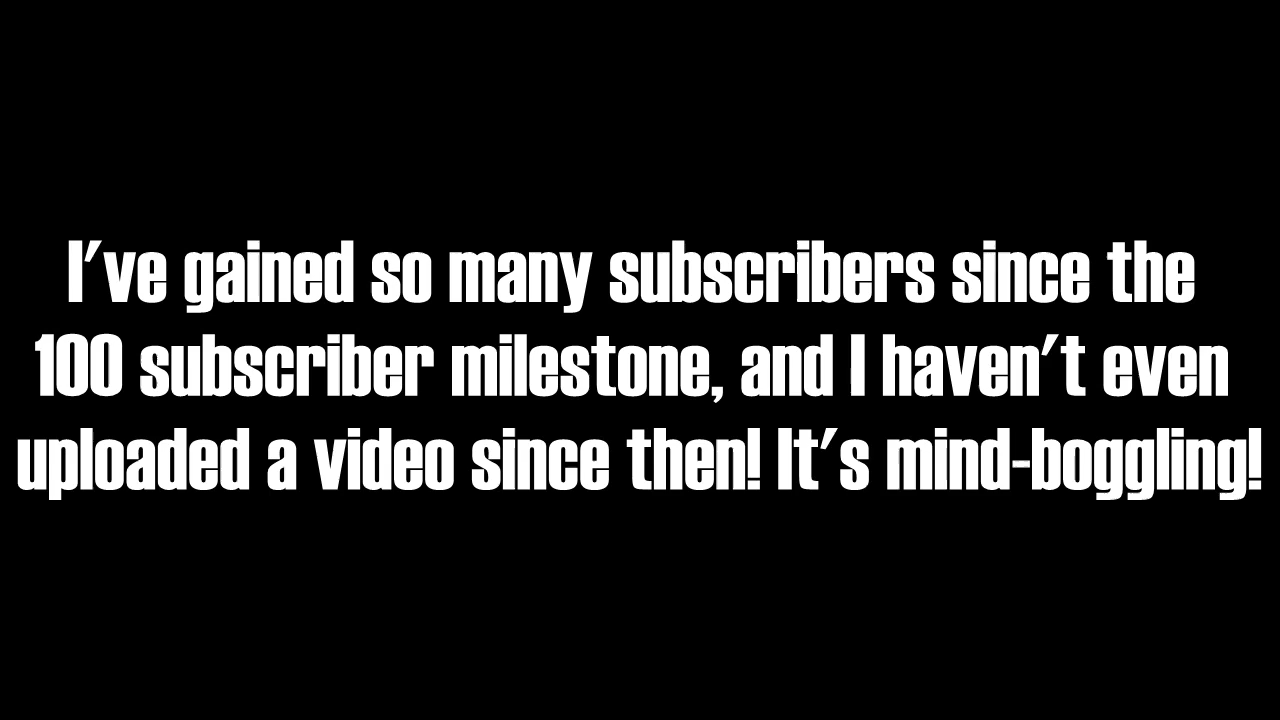 I've gained so many subscribers since the
100 subscriber milestone, and I haven't even
uploaded a video since then! It's mind-boggling!